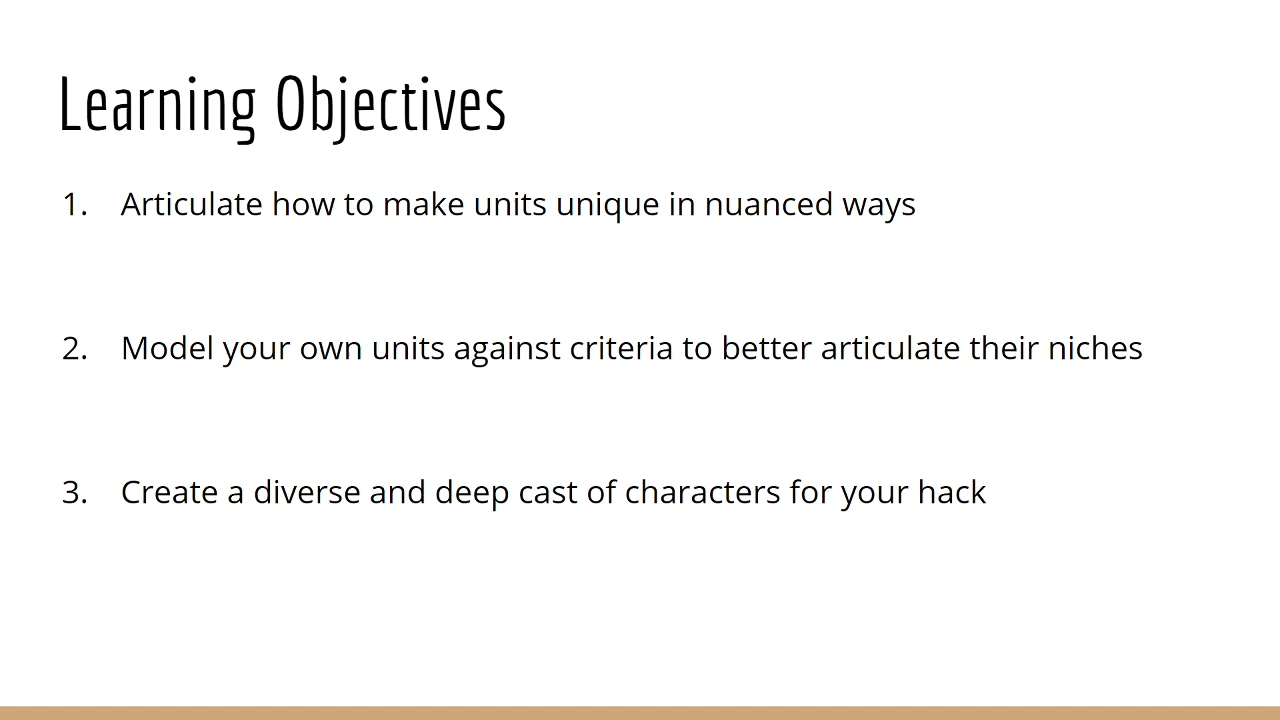 Learning Objectives
1. Articulate how to make units unique in nuanced ways
2. Model your own units against criteria to better articulate their niches
3. Create a diverse and deep cast of characters for your hack